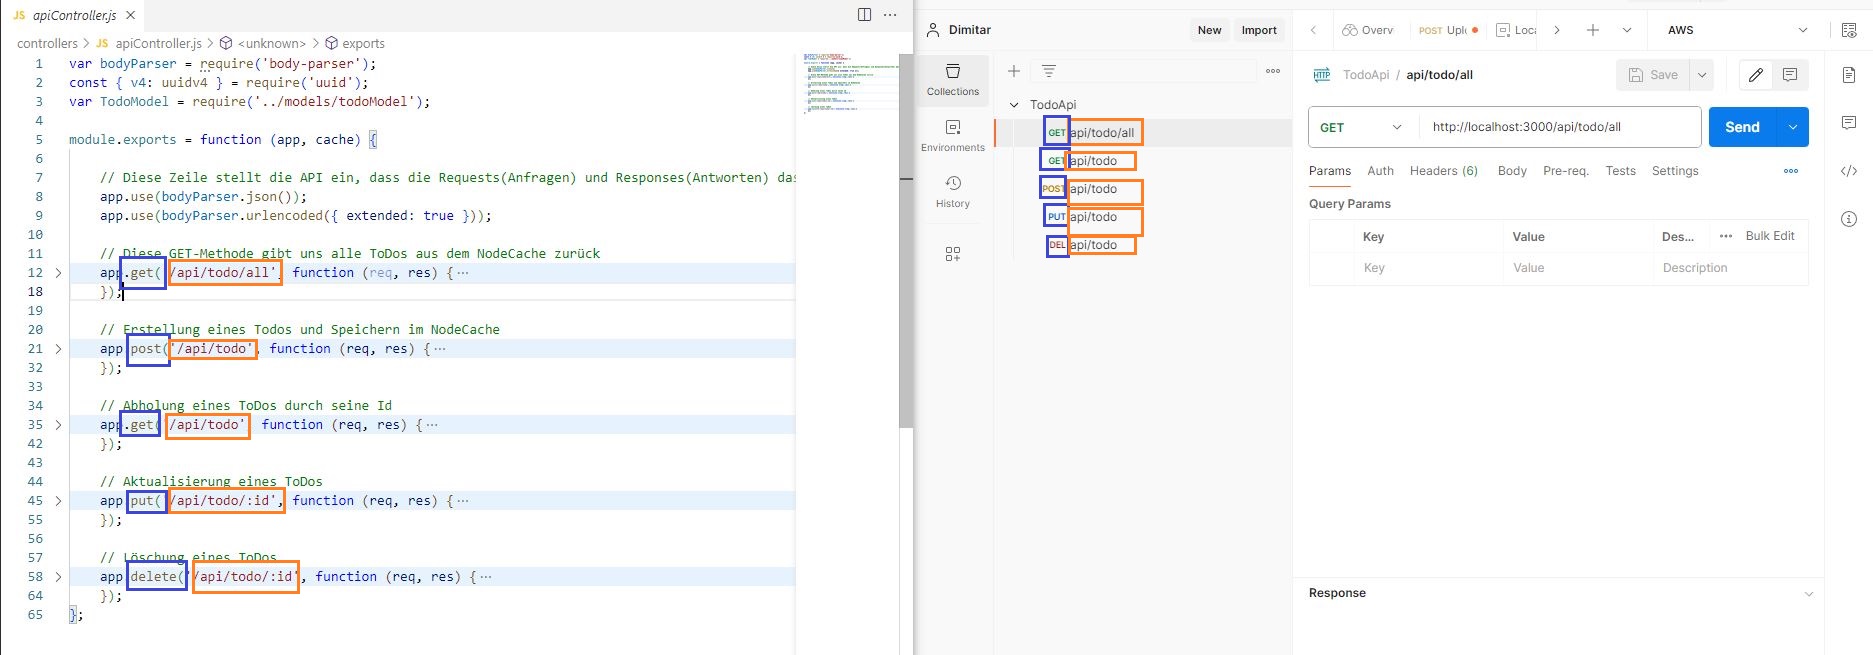 JS apiController.js
controllers > JS apiController.js > <unknown> > exports
1 var bodyParser = require('body-parser');
2 const { v4: uuidv4 } = require('uuid');
3 var TodoModel = require('../models/todoModel');
4
5 module.exports = function (app, cache) {
6
7 // Diese Zeile stellt die API ein, dass die Requests(Anfragen) und Responses(Antworten) das
8 app.use(bodyParser.json());
9 app.use(bodyParser.urlencoded({ extended: true }));
10
11 // Diese GET-Methode gibt uns alle ToDos aus dem NodeCache zurück
12 > app.get('/api/todo/all', function (req, res) { ···
18 });
19
20 // Erstellung eines Todos und Speichern im NodeCache
21 > app.post('/api/todo', function (req, res) { ···
32 });
33
34 // Abholung eines ToDos durch seine Id
35 > app.get('/api/todo', function (req, res) { ···
42 });
43
44 // Aktualisierung eines ToDos
45 > app.put('/api/todo/:id', function (req, res) { ···
55 });
56
57 // Löschung eines ToDos
58 > app.delete('/api/todo/:id', function (req, res) { ···
64 });
65 };
Dimitar
New
Import
Collections
Environments
History
TodoApi
GET api/todo/all
GET api/todo
POST api/todo
PUT api/todo
DEL api/todo
Overv
POST Uplo
Loca
AWS
HTTP TodoApi / api/todo/all
Save
GET
http://localhost:3000/api/todo/all
Send
Params Auth Headers (6) Body Pre-req. Tests Settings
Query Params
Key Value Des... Bulk Edit
Key Value Description
Response